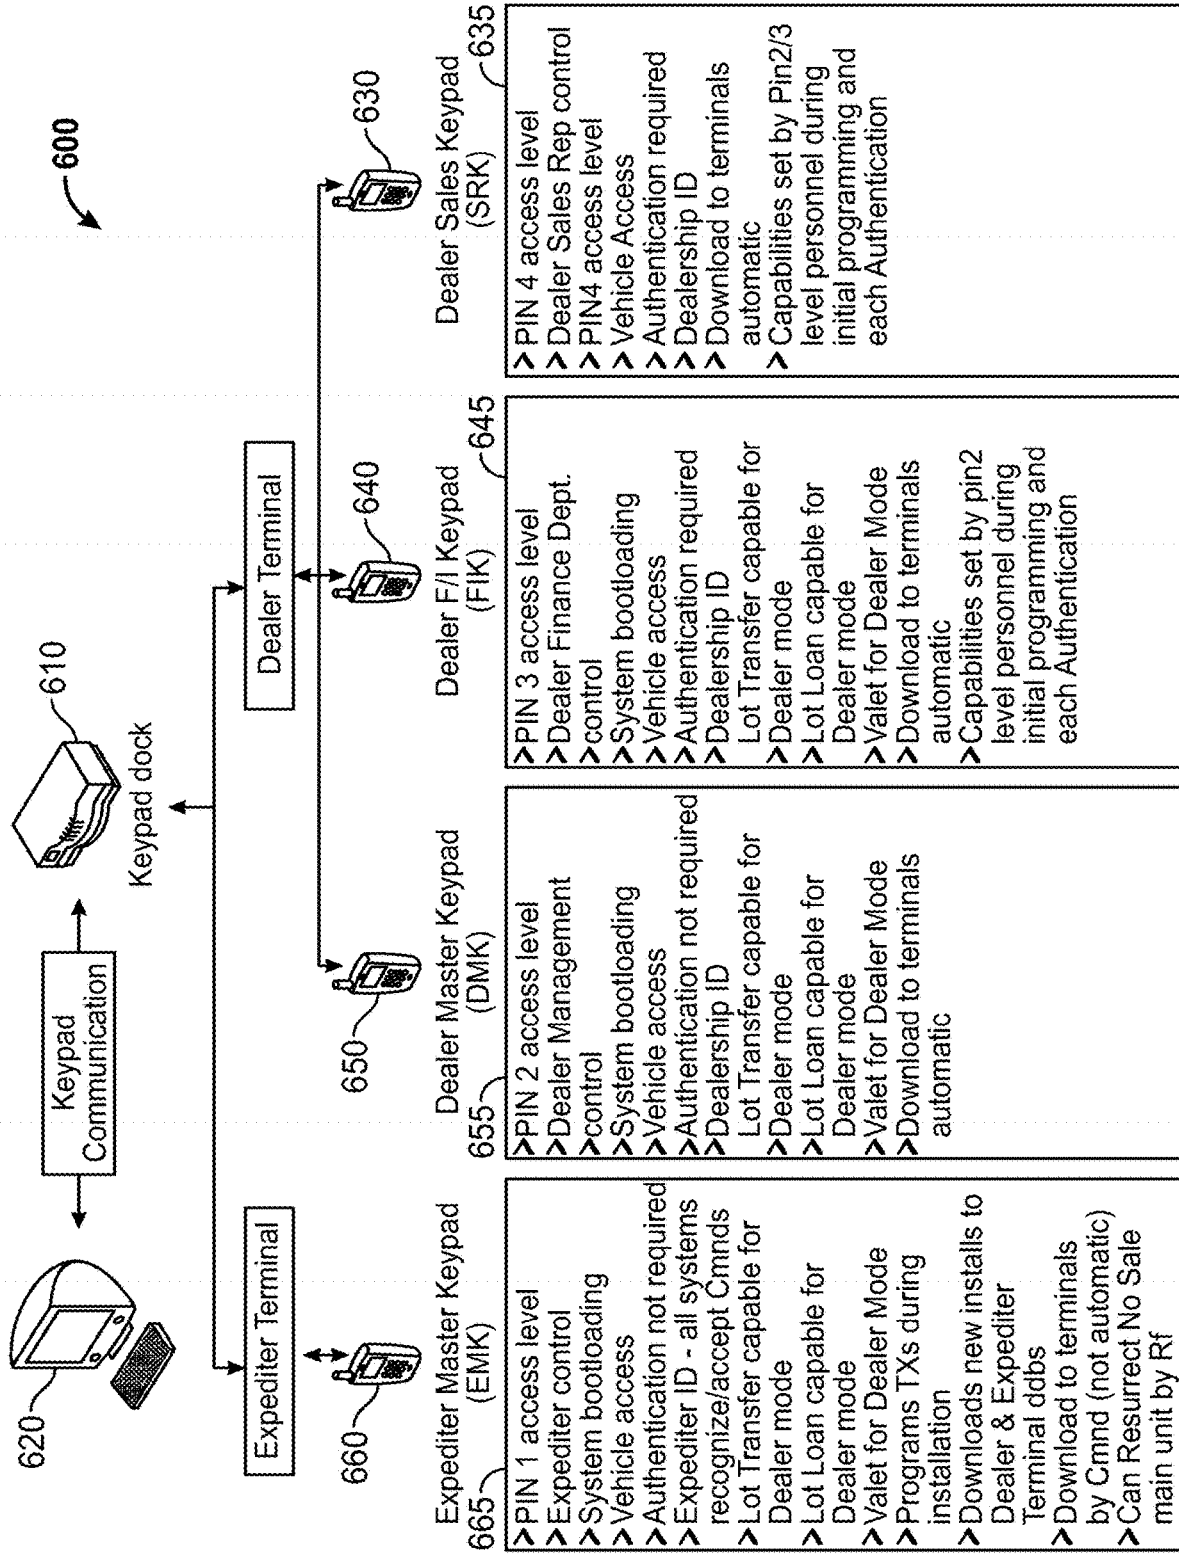 600
620
Keypad
Communication
610
Keypad dock
Expediter Terminal
Dealer Terminal
660
650
640
630
Expediter Master Keypad
(EMK)
665
>PIN 1 access level
>Expediter control
>System bootloading
>Vehicle access
>Authentication not required
>Expediter ID - all systems
recognize/accept Cmnds
>Lot Transfer capable for
Dealer mode
>Lot Loan capable for
Dealer mode
>Valet for Dealer Mode
>Programs TXs during
installation
>Downloads new installs to
Dealer & Expediter
Terminal ddbs
>Download to terminals
by Cmnd (not automatic)
>Can Resurrect No Sale
main unit by Rf
Dealer Master Keypad
(DMK)
655
>PIN 2 access level
>Dealer Management
>control
>System bootloading
Vehicle access
>Authentication not required
>Dealership ID
Lot Transfer capable for
>Dealer mode
>Lot Loan capable for
Dealer mode
>Valet for Dealer Mode
>Download to terminals
automatic
Dealer F/I Keypad
(FIK)
645
>PIN 3 access level
>Dealer Finance Dept.
>control
>System bootloading
Vehicle access
>Authentication required
>Dealership ID
Lot Transfer capable for
>Dealer mode
>Lot Loan capable for
Dealer mode
>Valet for Dealer Mode
>Download to terminals
automatic
>Capabilities set by pin2
level personnel during
initial programming and
each Authentication
Dealer Sales Keypad
(SRK)
635
>PIN 4 access level
>Dealer Sales Rep control
>PIN4 access level
>Vehicle Access
>Authentication required
>Dealership ID
>Download to terminals
automatic
>Capabilities set by Pin2/3
level personnel during
initial programming and
each Authentication